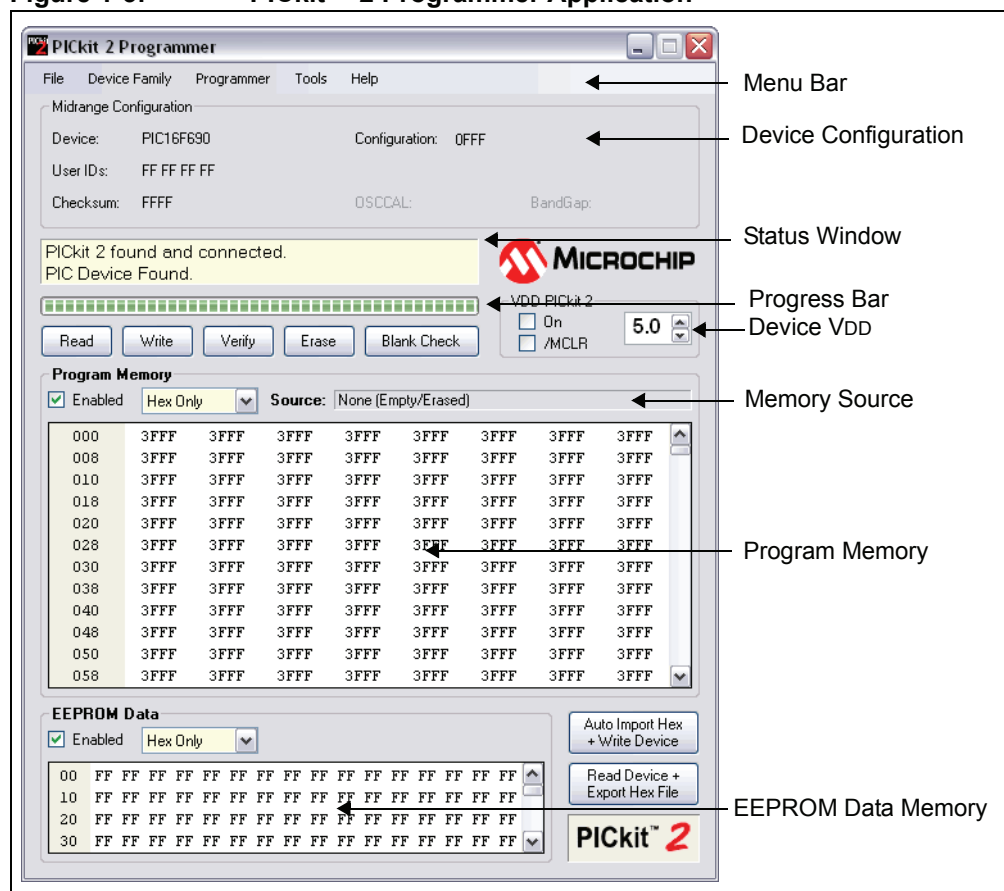 PICkit 2 Programmer
File Device Family Programmer Tools Help
Menu Bar
Midrange Configuration
Device: PIC16F690 Configuration: 0FFF
Device Configuration
User IDs: FF FF FF FF
Checksum: FFFF OSCCAL: BandGap:
PICkit 2 found and connected.
PIC Device Found.
MICROCHIP
Status Window
Progress Bar
VDD PICkit 2
On
/MCLR
5.0
Device VDD
Read Write Verify Erase Blank Check
Program Memory
Enabled Hex Only Source: None (Empty/Erased)
Memory Source
000 3FFF 3FFF 3FFF 3FFF 3FFF 3FFF 3FFF 3FFF
008 3FFF 3FFF 3FFF 3FFF 3FFF 3FFF 3FFF 3FFF
010 3FFF 3FFF 3FFF 3FFF 3FFF 3FFF 3FFF 3FFF
018 3FFF 3FFF 3FFF 3FFF 3FFF 3FFF 3FFF 3FFF
020 3FFF 3FFF 3FFF 3FFF 3FFF 3FFF 3FFF 3FFF
028 3FFF 3FFF 3FFF 3FFF 3FFF 3FFF 3FFF 3FFF
030 3FFF 3FFF 3FFF 3FFF 3FFF 3FFF 3FFF 3FFF
038 3FFF 3FFF 3FFF 3FFF 3FFF 3FFF 3FFF 3FFF
040 3FFF 3FFF 3FFF 3FFF 3FFF 3FFF 3FFF 3FFF
048 3FFF 3FFF 3FFF 3FFF 3FFF 3FFF 3FFF 3FFF
050 3FFF 3FFF 3FFF 3FFF 3FFF 3FFF 3FFF 3FFF
058 3FFF 3FFF 3FFF 3FFF 3FFF 3FFF 3FFF 3FFF
Program Memory
EEPROM Data
Enabled Hex Only
00 FF FF FF FF FF FF FF FF FF FF FF FF FF FF FF FF
10 FF FF FF FF FF FF FF FF FF FF FF FF FF FF FF FF
20 FF FF FF FF FF FF FF FF FF FF FF FF FF FF FF FF
30 FF FF FF FF FF FF FF FF FF FF FF FF FF FF FF FF
Auto Import Hex
+ Write Device
Read Device +
Export Hex File
EEPROM Data Memory
PICkit™ 2